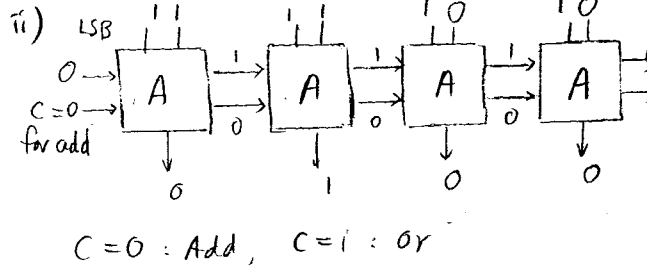 ii) LSB
1 1 1 1 1 0 1 0
0 A 1 A 1 A 1 A
C=0 0 0 0
for add
0 1 0 0
C=0 : Add, C=1 : or